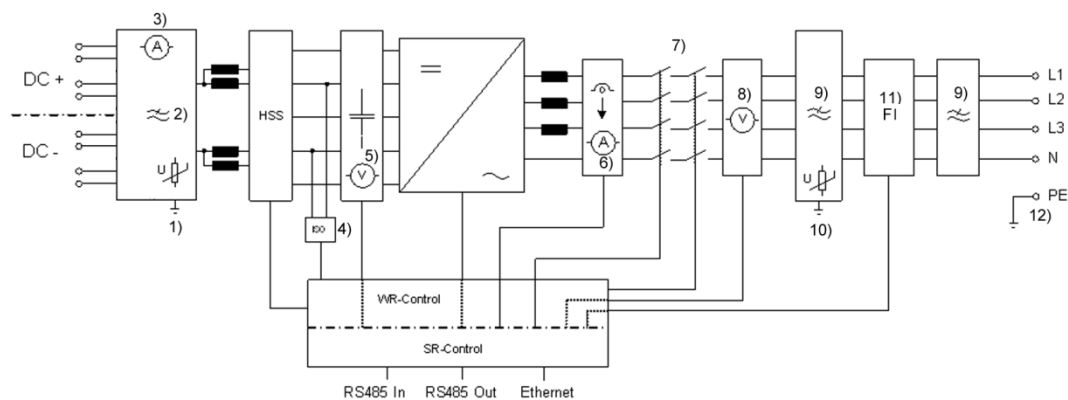 3)
A
DC +
2)
U
1)
DC -
HSS
ISO
4)
5)
V
A
6)
7)
8)
V
9)
U
10)
11)
FI
9)
L1
L2
L3
N
PE
12)
WR-Control
SR-Control
RS485 In
RS485 Out
Ethernet